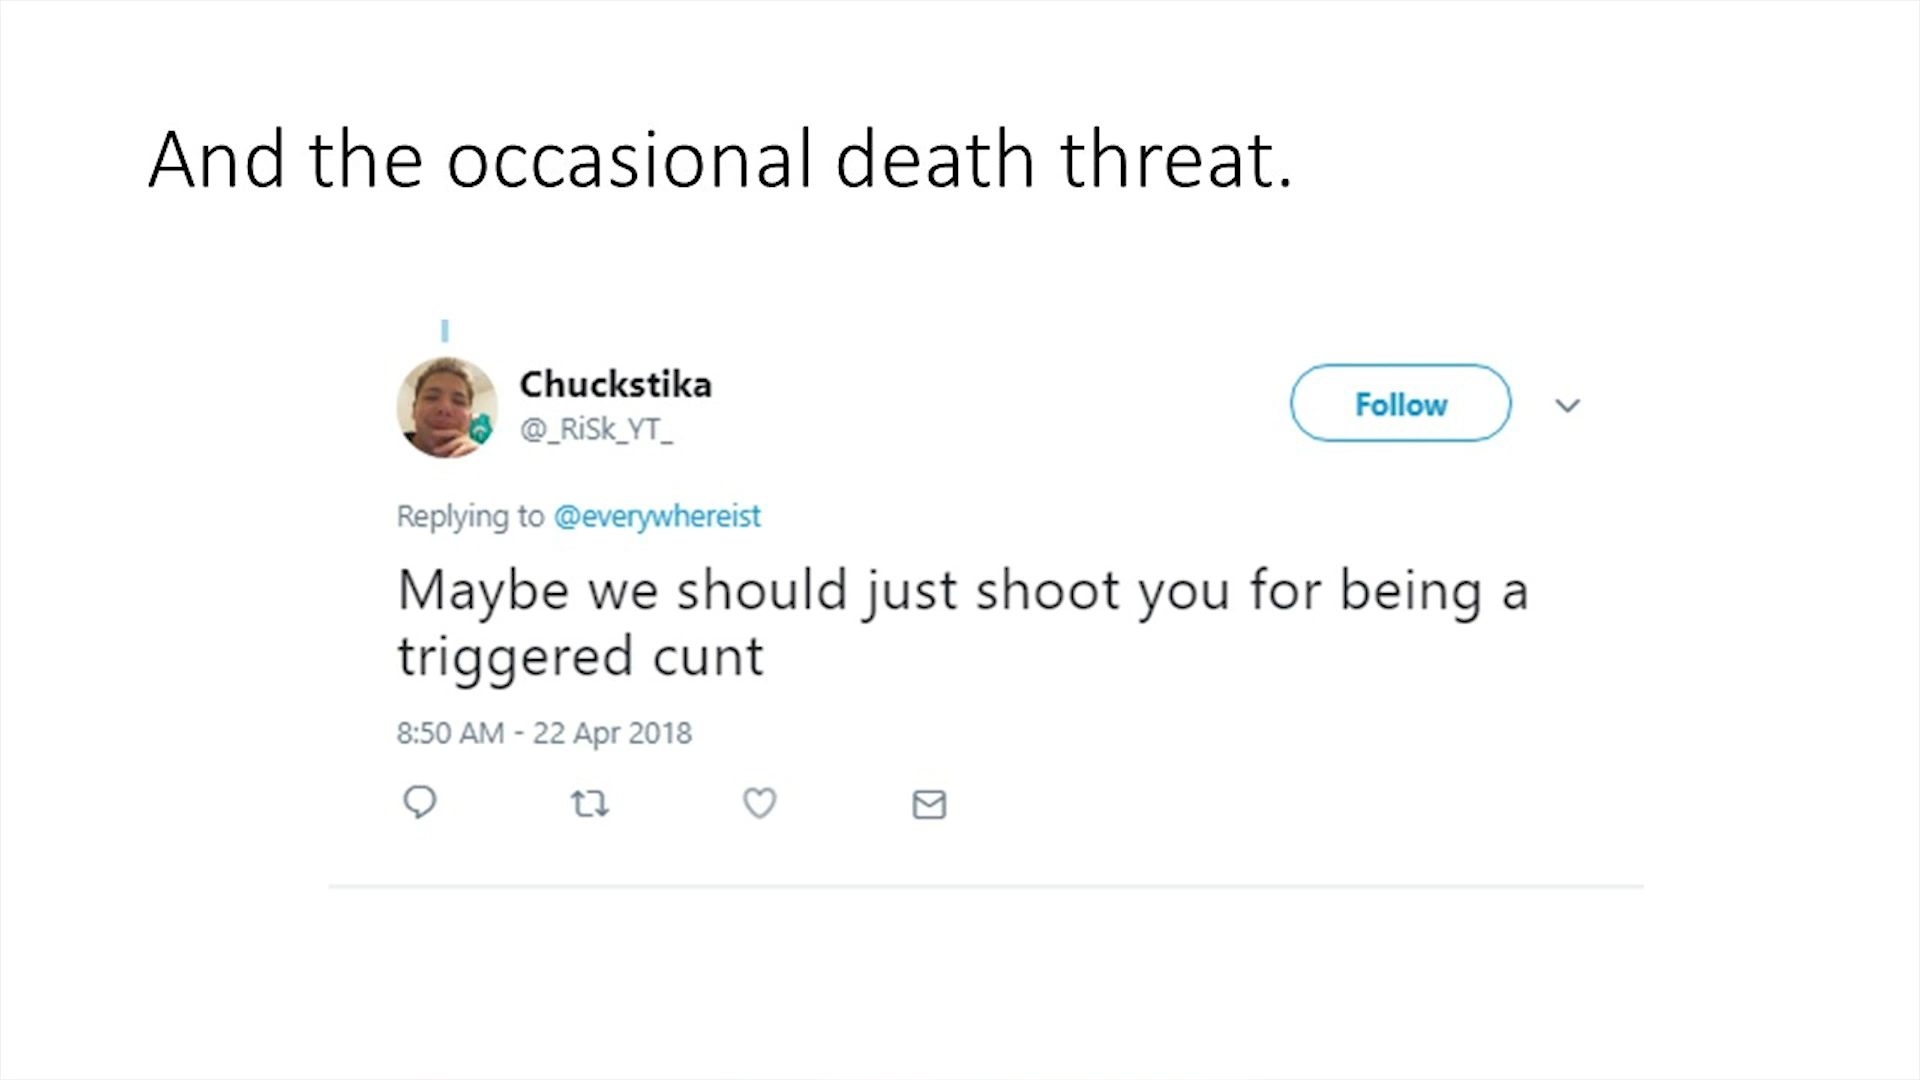 And the occasional death threat.
Chuckstika
@_RiSk_YT_
Follow
Replying to @everywhereist
Maybe we should just shoot you for being a
triggered cunt
8:50 AM - 22 Apr 2018